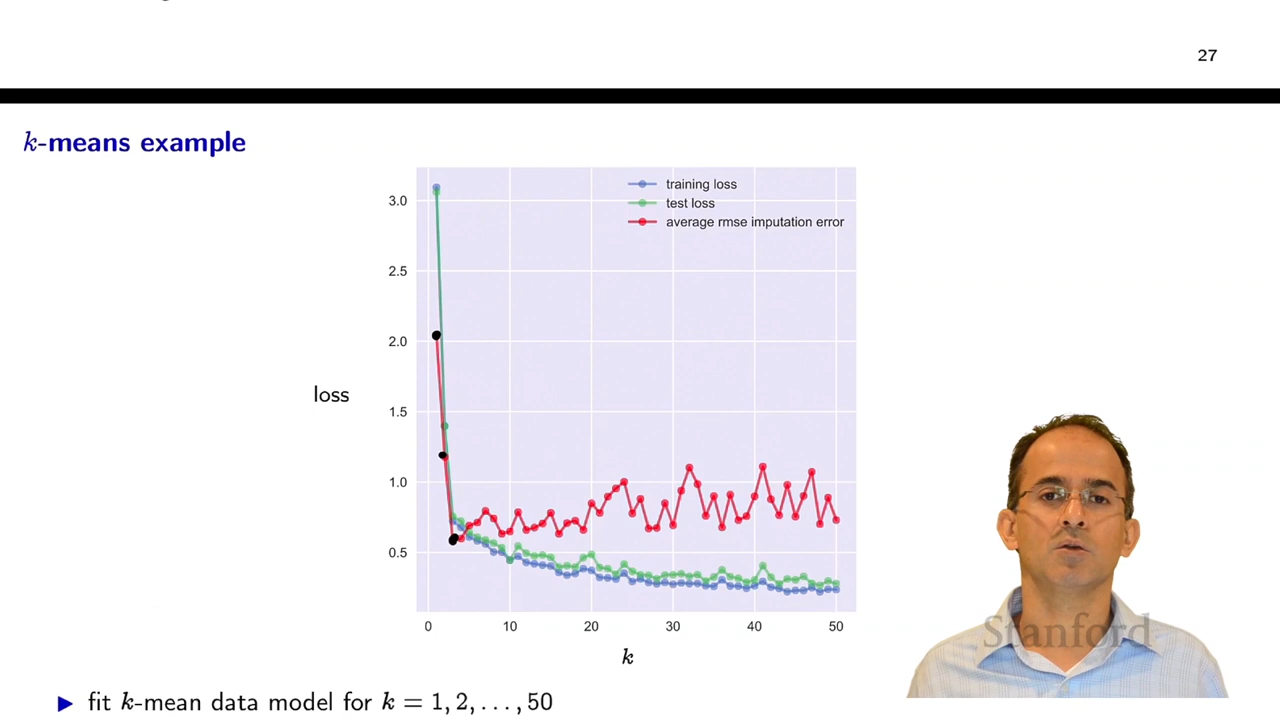 27
k-means example
training loss
test loss
average rmse imputation error
3.0
2.5
2.0
1.5
1.0
0.5
loss
0 10 20 30 40 50
k
Stanford
▶ fit k-mean data model for k = 1, 2, . . . , 50